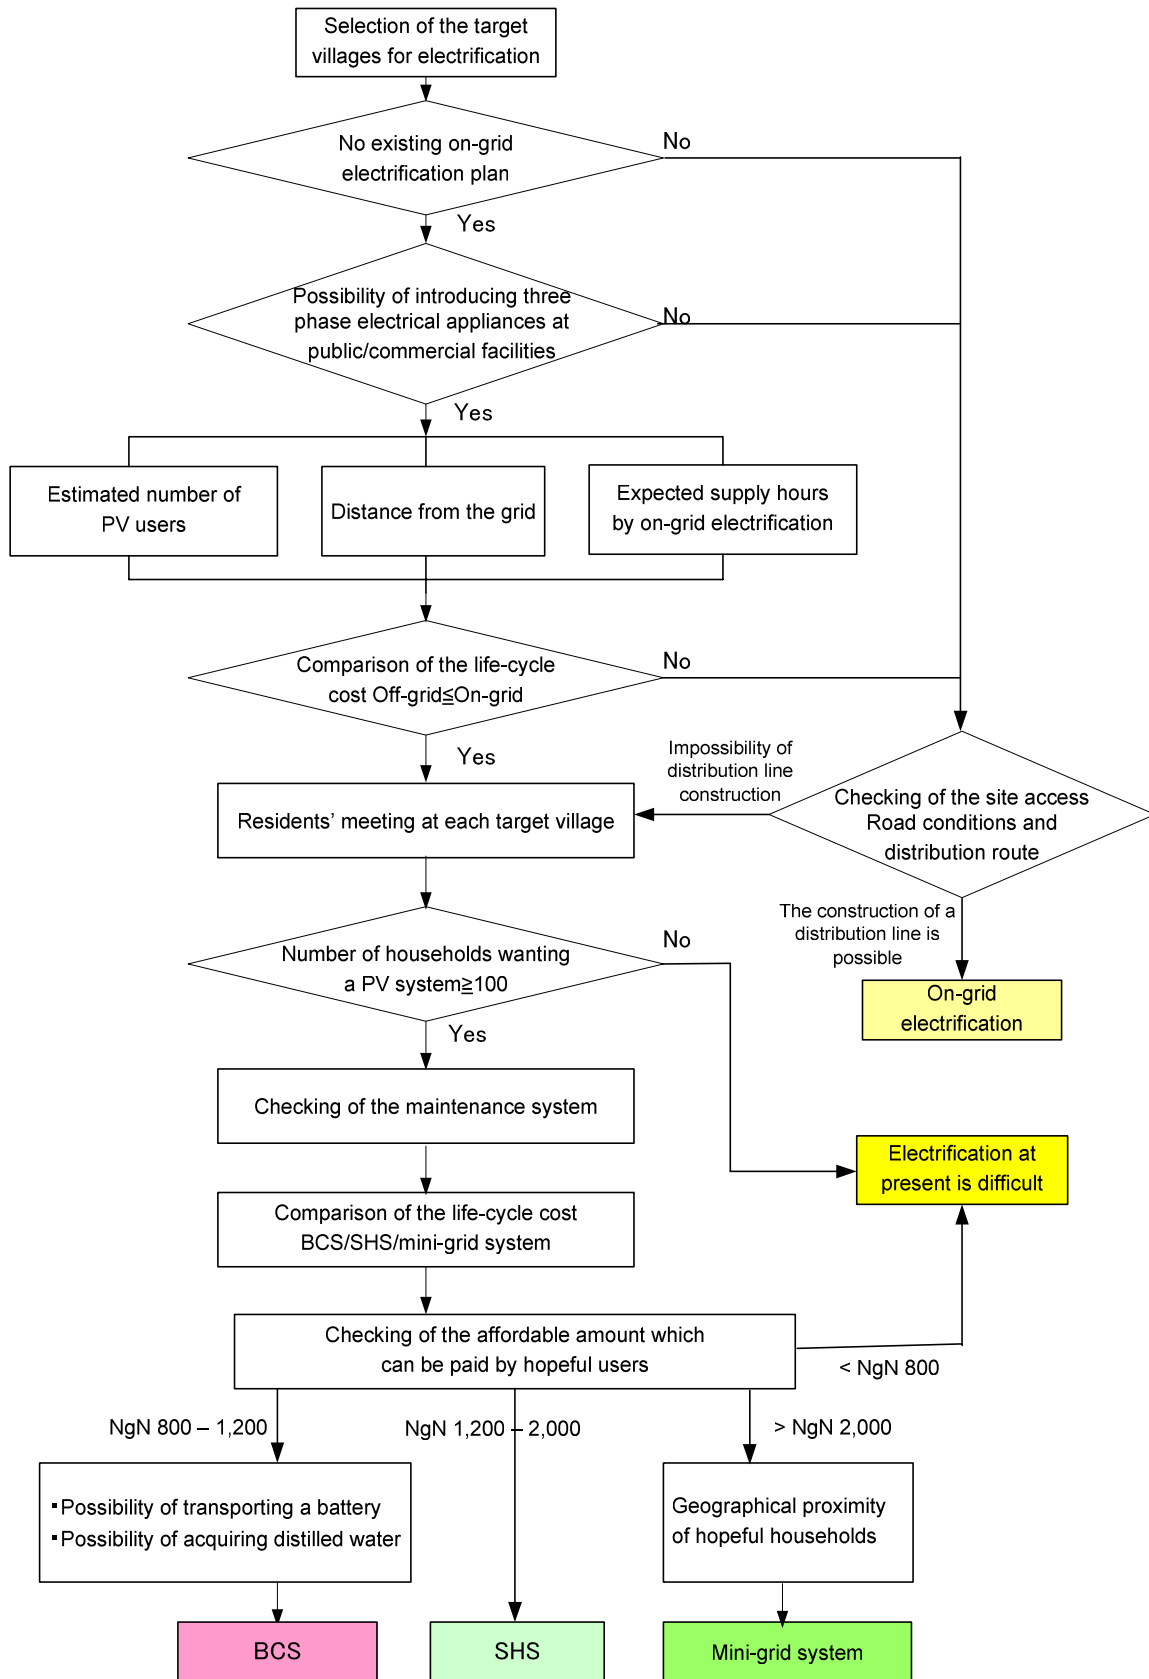 Selection of the target
villages for electrification
No existing on-grid
electrification plan
No
Yes
Possibility of introducing three
phase electrical appliances at
public/commercial facilities
No
Yes
Estimated number of
PV users
Distance from the grid
Expected supply hours
by on-grid electrification
Comparison of the life-cycle
cost Off-grid≦On-grid
No
Yes
Impossibility of
distribution line
construction
Checking of the site access
Road conditions and
distribution route
Residents’ meeting at each target village
The construction of a
distribution line is
possible
On-grid
electrification
Number of households wanting
a PV system≧100
No
Yes
Checking of the maintenance system
Electrification at
present is difficult
Comparison of the life-cycle cost
BCS/SHS/mini-grid system
Checking of the affordable amount which
can be paid by hopeful users
< NgN 800
NgN 800 – 1,200
NgN 1,200 – 2,000
> NgN 2,000
▪Possibility of transporting a battery
▪Possibility of acquiring distilled water
Geographical proximity
of hopeful households
BCS
SHS
Mini-grid system